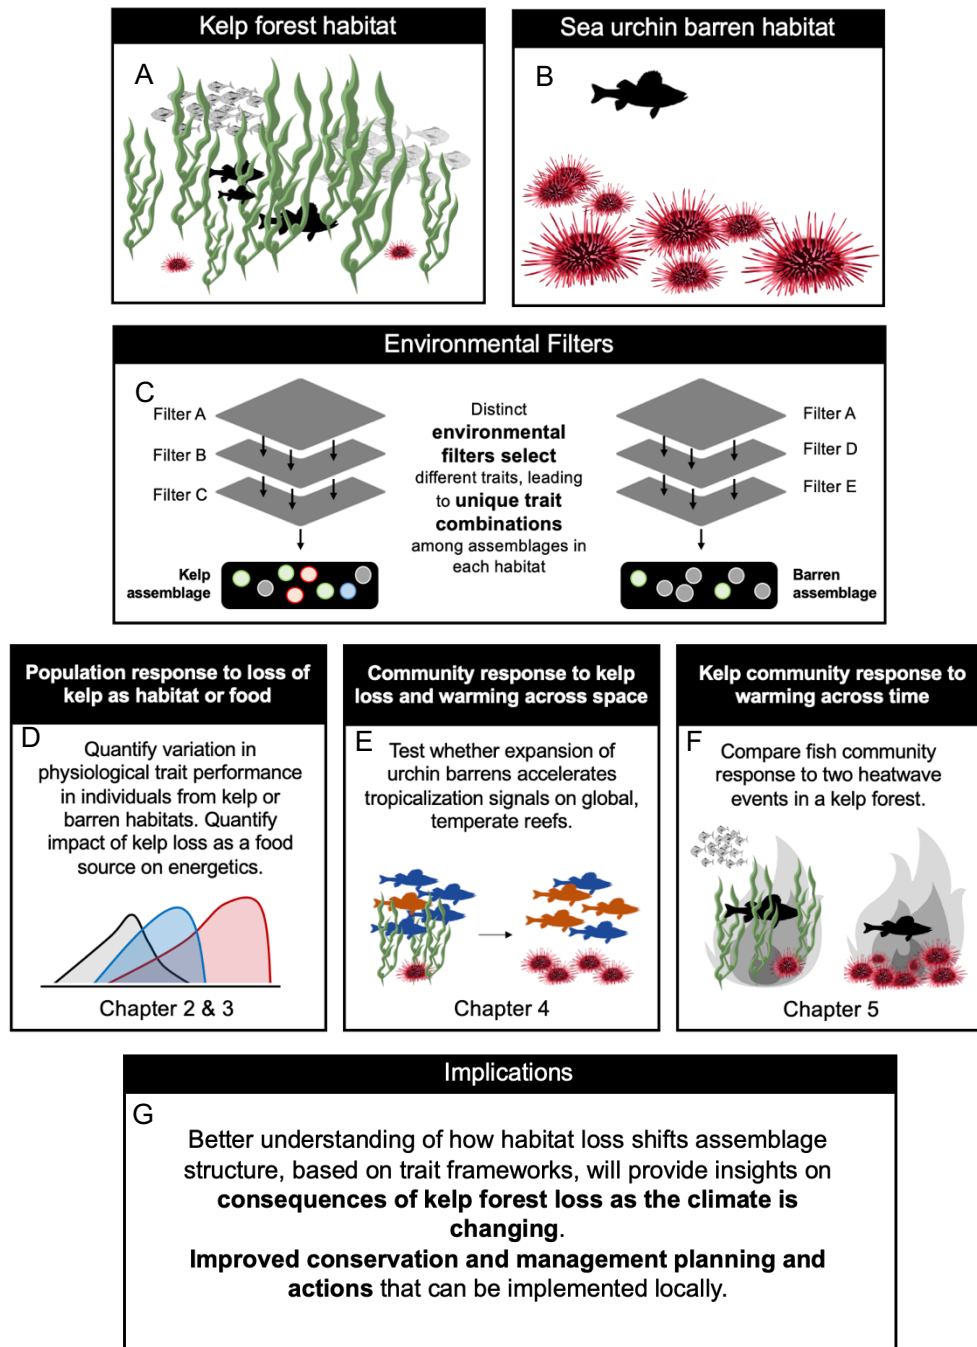 Kelp forest habitat
A
Sea urchin barren habitat
B
Environmental Filters
C
Filter A
Filter B
Filter C
Kelp
assemblage
Distinct
environmental
filters select
different traits, leading
to unique trait
combinations
among assemblages in
each habitat
Filter A
Filter D
Filter E
Barren
assemblage
Population response to loss of
kelp as habitat or food
D
Quantify variation in
physiological trait performance
in individuals from kelp or
barren habitats. Quantify
impact of kelp loss as a food
source on energetics.
Chapter 2 & 3
Community response to kelp
loss and warming across space
E
Test whether expansion of
urchin barrens accelerates
tropicalization signals on global,
temperate reefs.
Chapter 4
Kelp community response to
warming across time
F
Compare fish community
response to two heatwave
events in a kelp forest.
Chapter 5
Implications
G
Better understanding of how habitat loss shifts assemblage
structure, based on trait frameworks, will provide insights on
consequences of kelp forest loss as the climate is
changing.
Improved conservation and management planning and
actions that can be implemented locally.